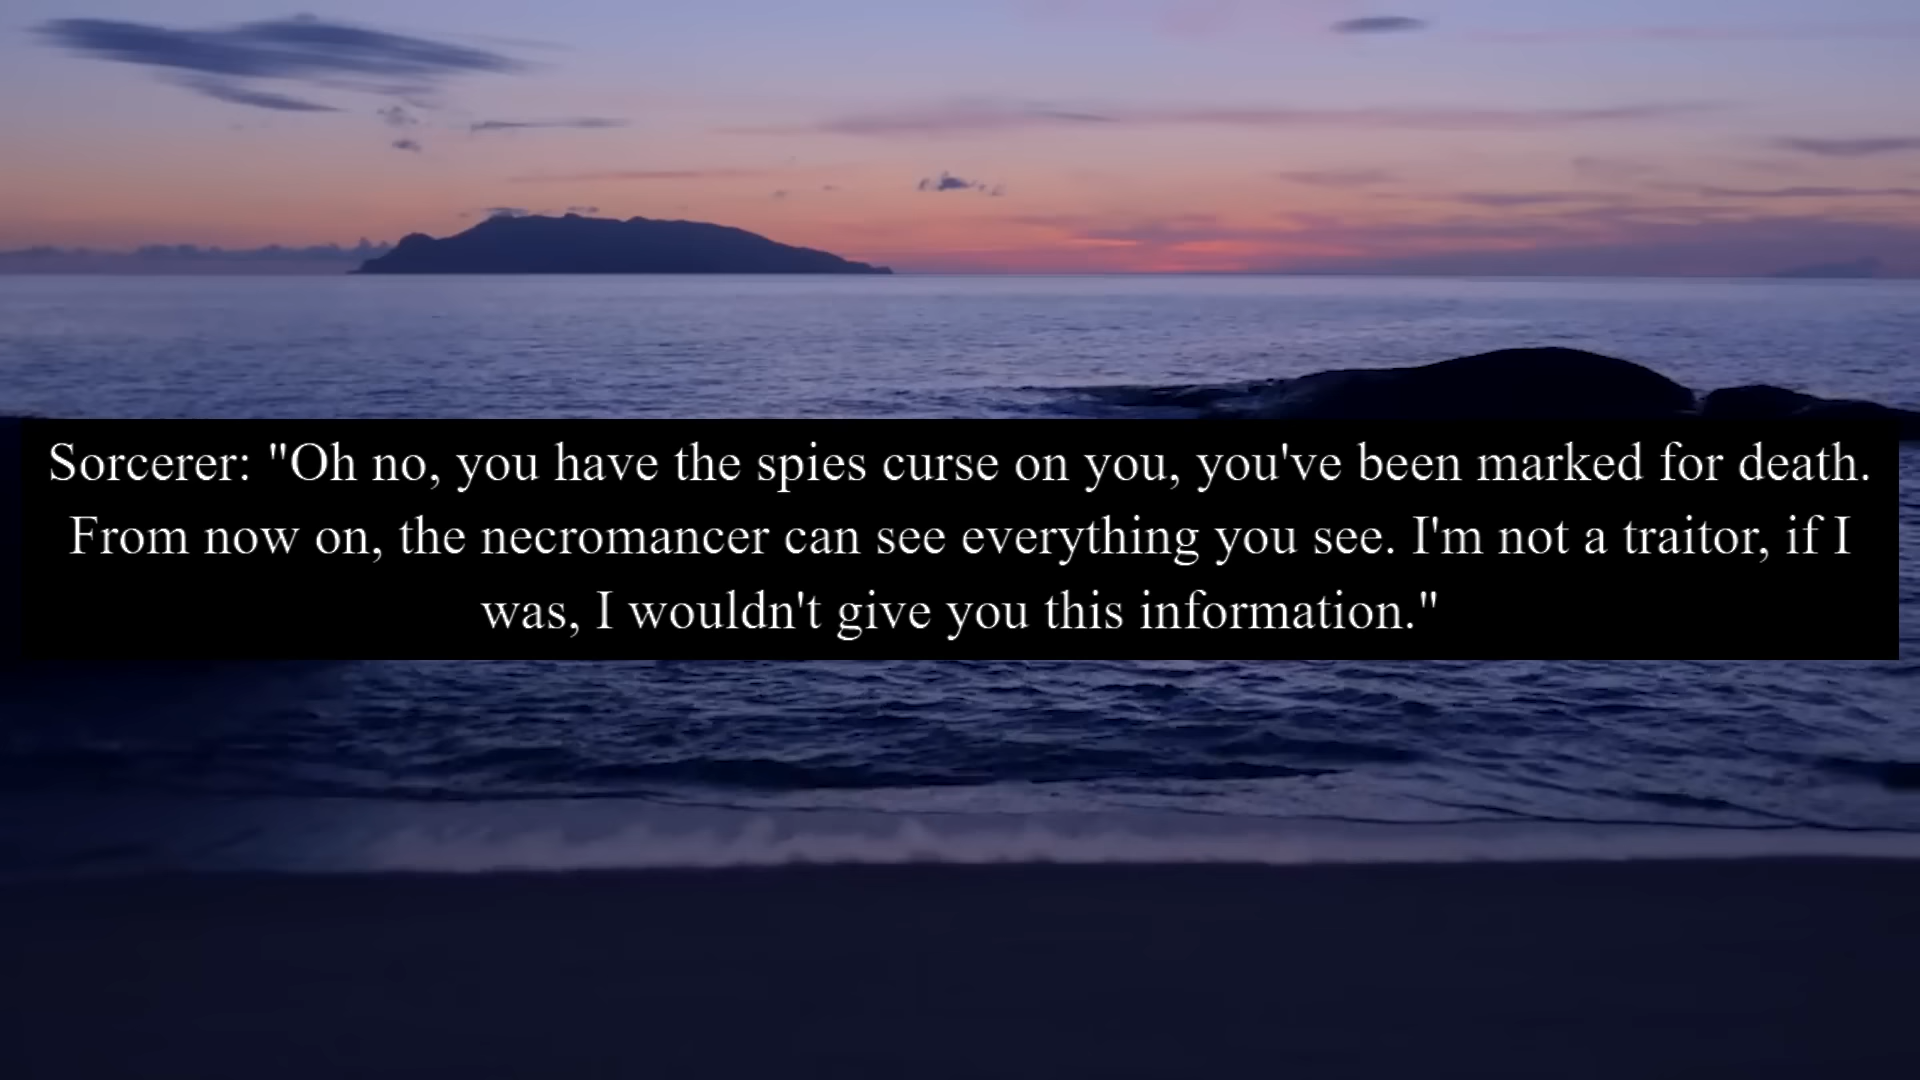 Sorcerer: "Oh no, you have the spies curse on you, you've been marked for death.
From now on, the necromancer can see everything you see. I'm not a traitor, if I
was, I wouldn't give you this information."